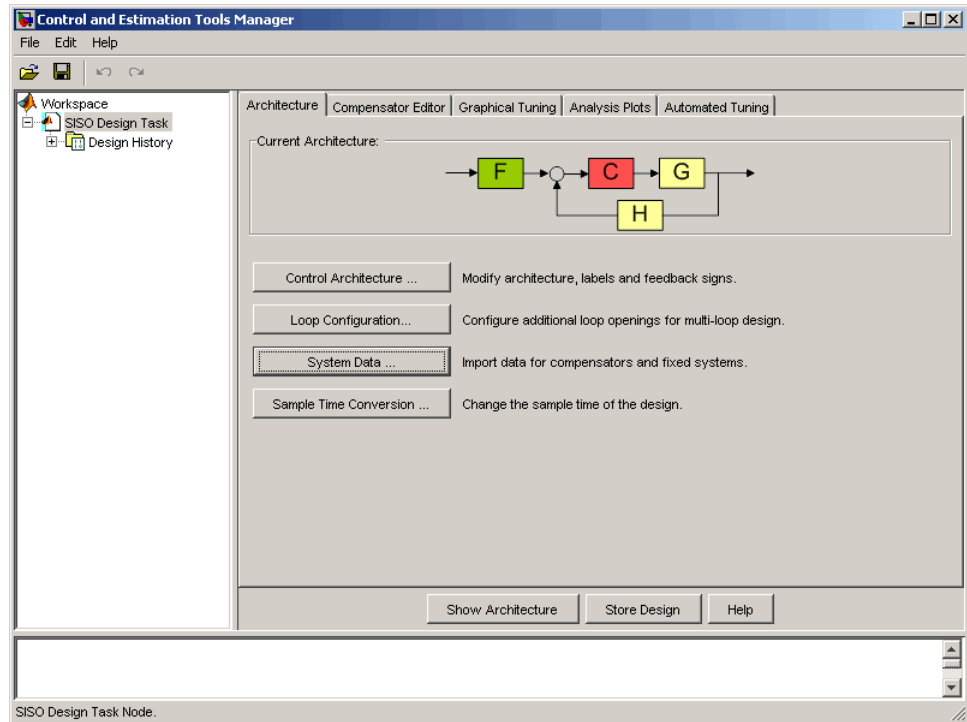 Control and Estimation Tools Manager
File Edit Help
Workspace
SISO Design Task
Design History
Architecture Compensator Editor Graphical Tuning Analysis Plots Automated Tuning
Current Architecture:
F C G
H
Control Architecture ... Modify architecture, labels and feedback signs.
Loop Configuration... Configure additional loop openings for multi-loop design.
System Data ... Import data for compensators and fixed systems.
Sample Time Conversion ... Change the sample time of the design.
Show Architecture Store Design Help
SISO Design Task Node.